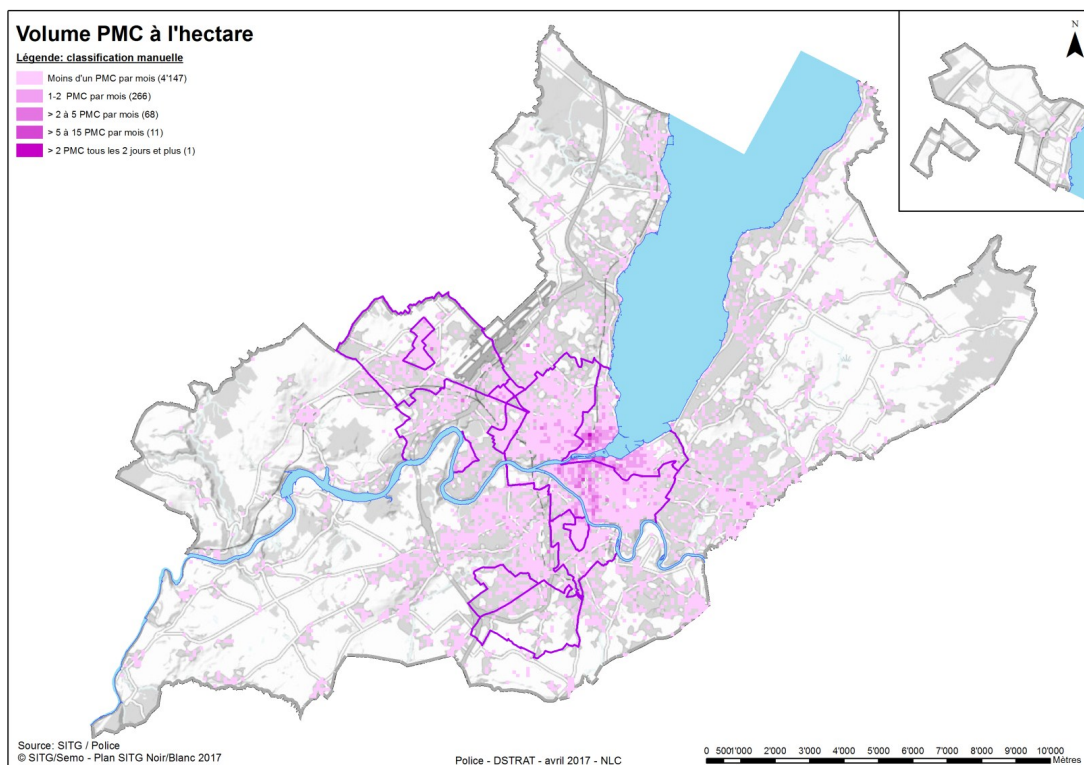 Volume PMC à l'hectare
Légende: classification manuelle
Moins d'un PMC par mois (4'147)
1-2 PMC par mois (266)
> 2 à 5 PMC par mois (68)
> 5 à 15 PMC par mois (11)
> 2 PMC tous les 2 jours et plus (1)
N
Source: SITG / Police
© SITG/Semo - Plan SITG Noir/Blanc 2017
Police - DSTRAT - avril 2017 - NLC
0 5001'000 2'000 3'000 4'000 5'000 6'000 7'000 8'000 9'000 10'000
Mètres